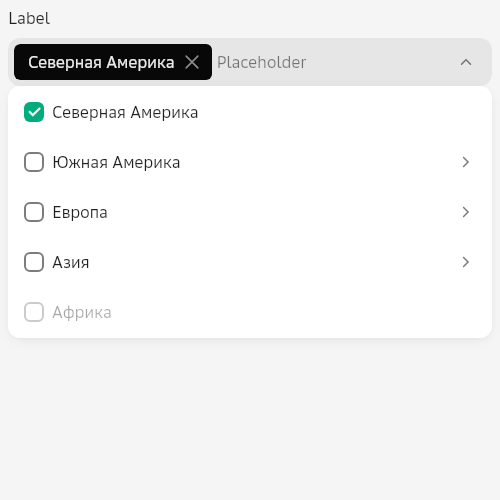 Label
Северная Америка Placeholder
Северная Америка
Южная Америка
Европа
Азия
Африка